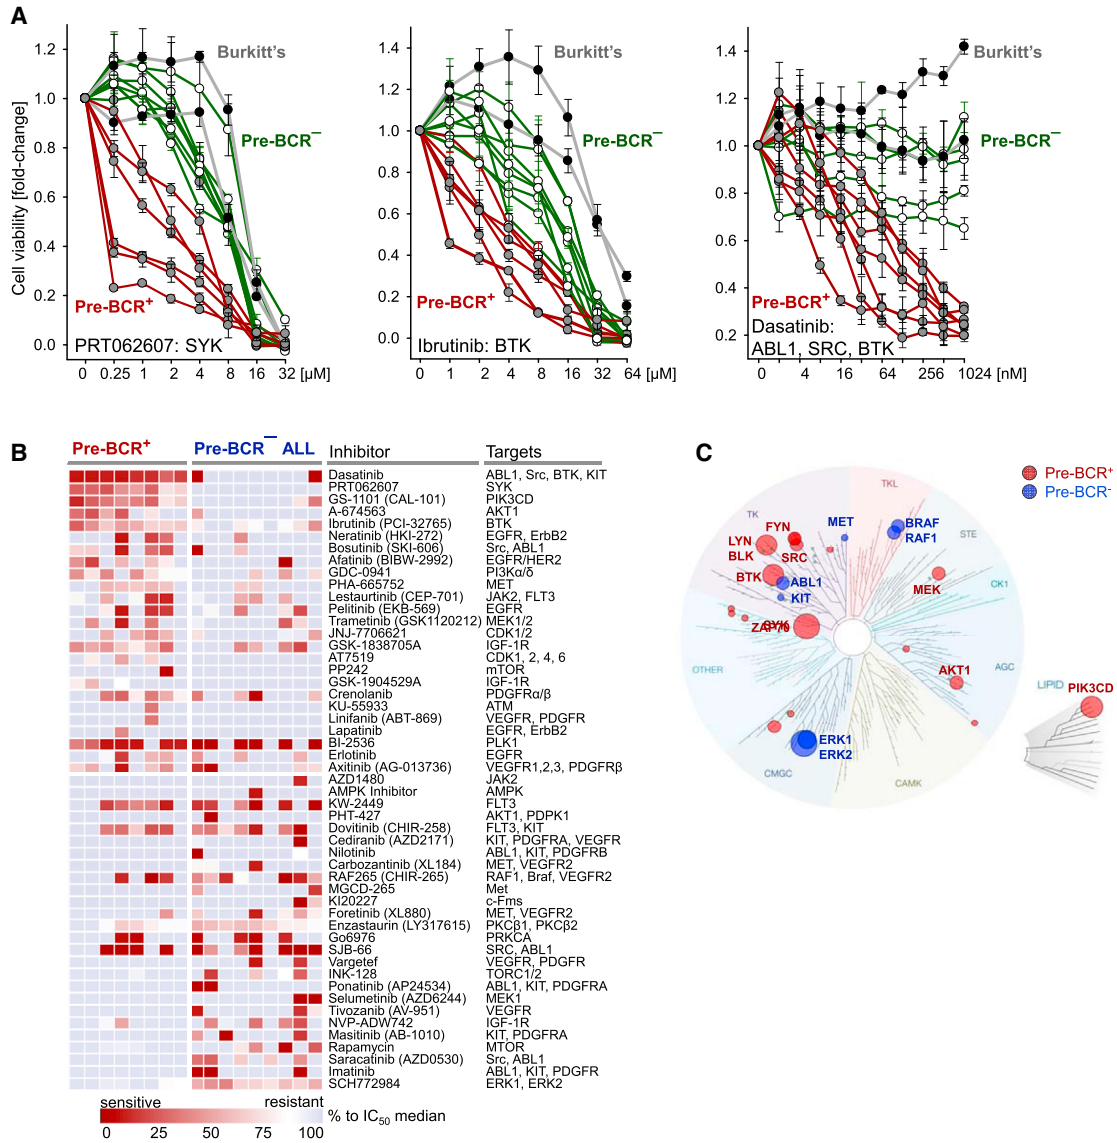 A
Cell viability [fold-change]
1.2
1.0
0.8
0.6
0.4
0.2
0.0
Burkitt's
Pre-BCR−
Pre-BCR+
PRT062607: SYK
0 0.25 1 2 4 8 16 32 [µM]
1.4
1.2
1.0
0.8
0.6
0.4
0.2
0.0
Burkitt's
Pre-BCR−
Pre-BCR+
Ibrutinib: BTK
0 1 2 4 8 16 32 64 [µM]
1.4
1.2
1.0
0.8
0.6
0.4
0.2
Burkitt's
Pre-BCR−
Pre-BCR+
Dasatinib:
ABL1, SRC, BTK
0 4 16 64 256 1024 [nM]
B
Pre-BCR+ Pre-BCR− ALL Inhibitor Targets
Dasatinib ABL1, Src, BTK, KIT
PRT062607 SYK
GS-1101 (CAL-101) PIK3CD
A-674563 AKT1
Ibrutinib (PCI-32765) BTK
Neratinib (HKI-272) EGFR, ErbB2
Bosutinib (SKI-606) Src, ABL1
Afatinib (BIBW-2992) EGFR/HER2
GDC-0941 PI3Kα/δ
PHA-665752 MET
Lestaurtinib (CEP-701) JAK2, FLT3
Pelitinib (EKB-569) EGFR
Trametinib (GSK1120212) MEK1/2
JNJ-7706621 CDK1/2
GSK-1838705A IGF-1R
AT7519 CDK1, 2, 4, 6
PP242 mTOR
GSK-1904529A IGF-1R
Crenolanib PDGFRα/β
KU-55933 ATM
Linifanib (ABT-869) VEGFR, PDGFR
Lapatinib EGFR, ErbB2
BI-2536 PLK1
Erlotinib EGFR
Axitinib (AG-013736) VEGFR1,2,3, PDGFRβ
AZD1480 JAK2
AMPK Inhibitor AMPK
KW-2449 FLT3
PHT-427 AKT1, PDPK1
Dovitinib (CHIR-258) FLT3, KIT
Cediranib (AZD2171) KIT, PDGFRA, VEGFR
Nilotinib ABL1, KIT, PDGFRB
Carbozantinib (XL184) MET, VEGFR2
RAF265 (CHIR-265) RAF1, Braf, VEGFR2
MGCD-265 Met
KI20227 c-Fms
Foretinib (XL880) MET, VEGFR2
Enzastaurin (LY317615) PKCβ1, PKCβ2
Go6976 PRKCA
SJB-66 SRC, ABL1
Vargetef VEGFR, PDGFR
INK-128 TORC1/2
Ponatinib (AP24534) ABL1, KIT, PDGFRA
Selumetinib (AZD6244) MEK1
Tivozanib (AV-951) VEGFR
NVP-ADW742 IGF-1R
Masitinib (AB-1010) KIT, PDGFRA
Rapamycin MTOR
Saracatinib (AZD0530) Src, ABL1
Imatinib ABL1, KIT, PDGFR
SCH772984 ERK1, ERK2
sensitive resistant
% to IC50 median
0 25 50 75 100
C
Pre-BCR+
Pre-BCR-
TKL
TK
STE
CK1
AGC
CAMK
CMGC
OTHER
LIPID
FYN
LYN
BLK
SRC
BTK
ABL1
KIT
MET
BRAF
RAF1
MEK
SYK
ZAP70
AKT1
PIK3CD
ERK1
ERK2